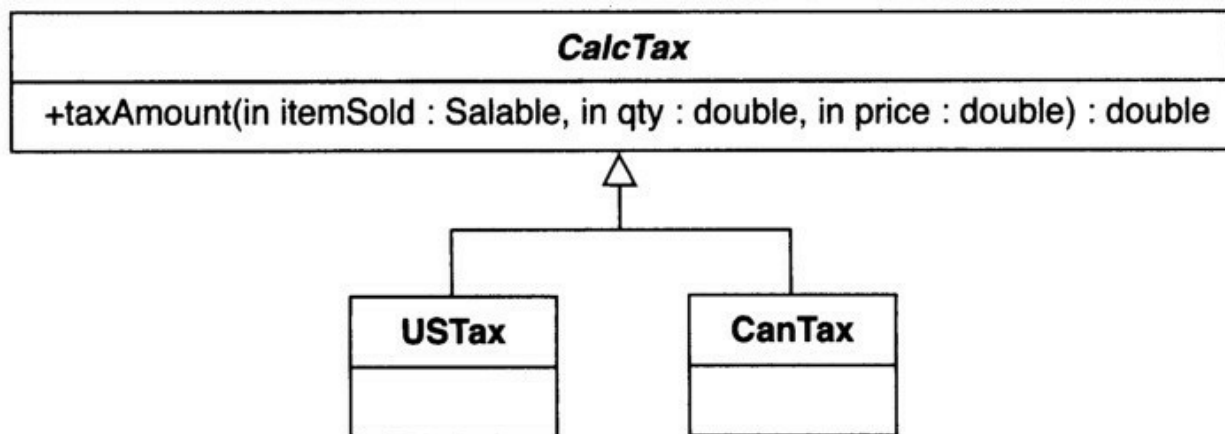 CalcTax
+taxAmount(in itemSold : Salable, in qty : double, in price : double) : double
USTax
CanTax